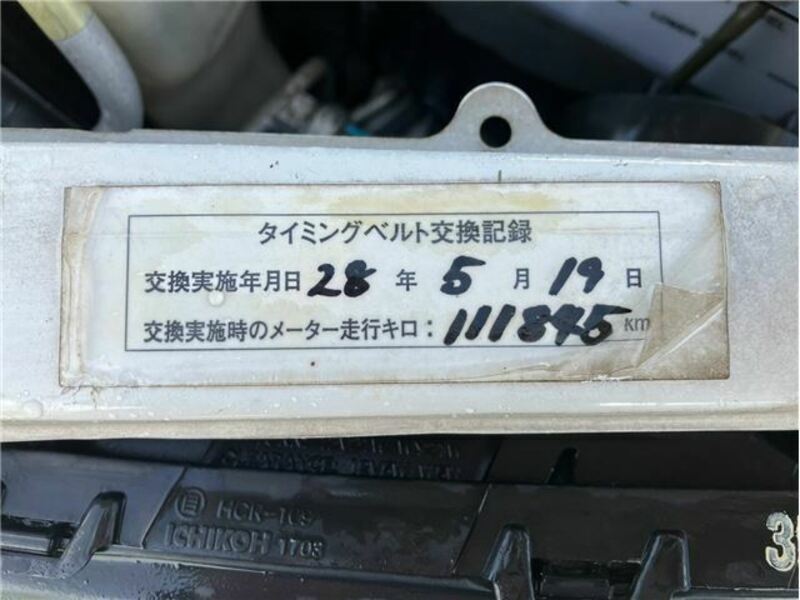 タイミングベルト交換記録
交換実施年月日 28 年 5 月 19 日
交換実施時のメーター走行キロ: 111845 km
HCR-109
ICHIKOH 1703
3